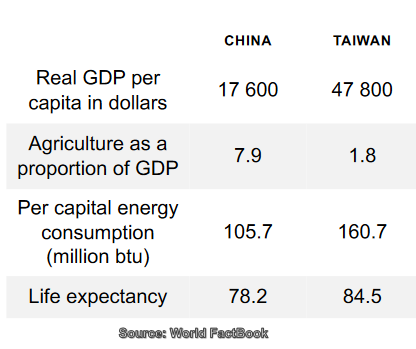 CHINA TAIWAN
Real GDP per
capita in dollars
17 600 47 800
Agriculture as a
proportion of GDP
7.9 1.8
Per capital energy
consumption
(million btu)
105.7 160.7
Life expectancy 78.2 84.5
Source: World FactBook